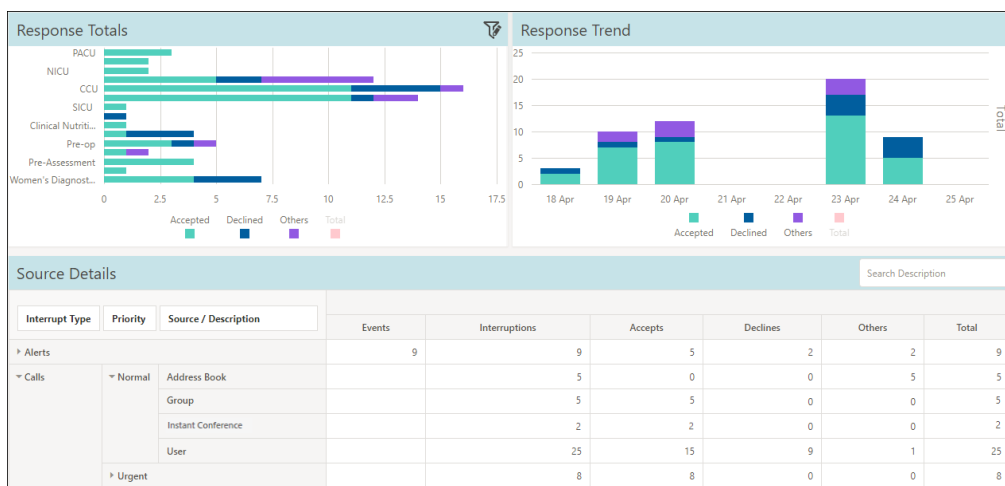 Response Totals
Response Trend
PACU
NICU
CCU
SICU
Clinical Nutriti...
Pre-op
Pre-Assessment
Women's Diagnost...
0 2.5 5 7.5 10 12.5 15 17.5
Accepted Declined Others Total
25
20
15
10
5
0
Total
18 Apr 19 Apr 20 Apr 21 Apr 22 Apr 23 Apr 24 Apr 25 Apr
Accepted Declined Others Total
Source Details
Search Description
Interrupt Type Priority Source / Description
Events Interruptions Accepts Declines Others Total
Alerts 9 9 5 2 2 9
Calls Normal Address Book 5 0 0 5 5
Group 5 5 0 0 5
Instant Conference 2 2 0 0 2
User 25 15 9 1 25
Urgent 8 8 0 0 8